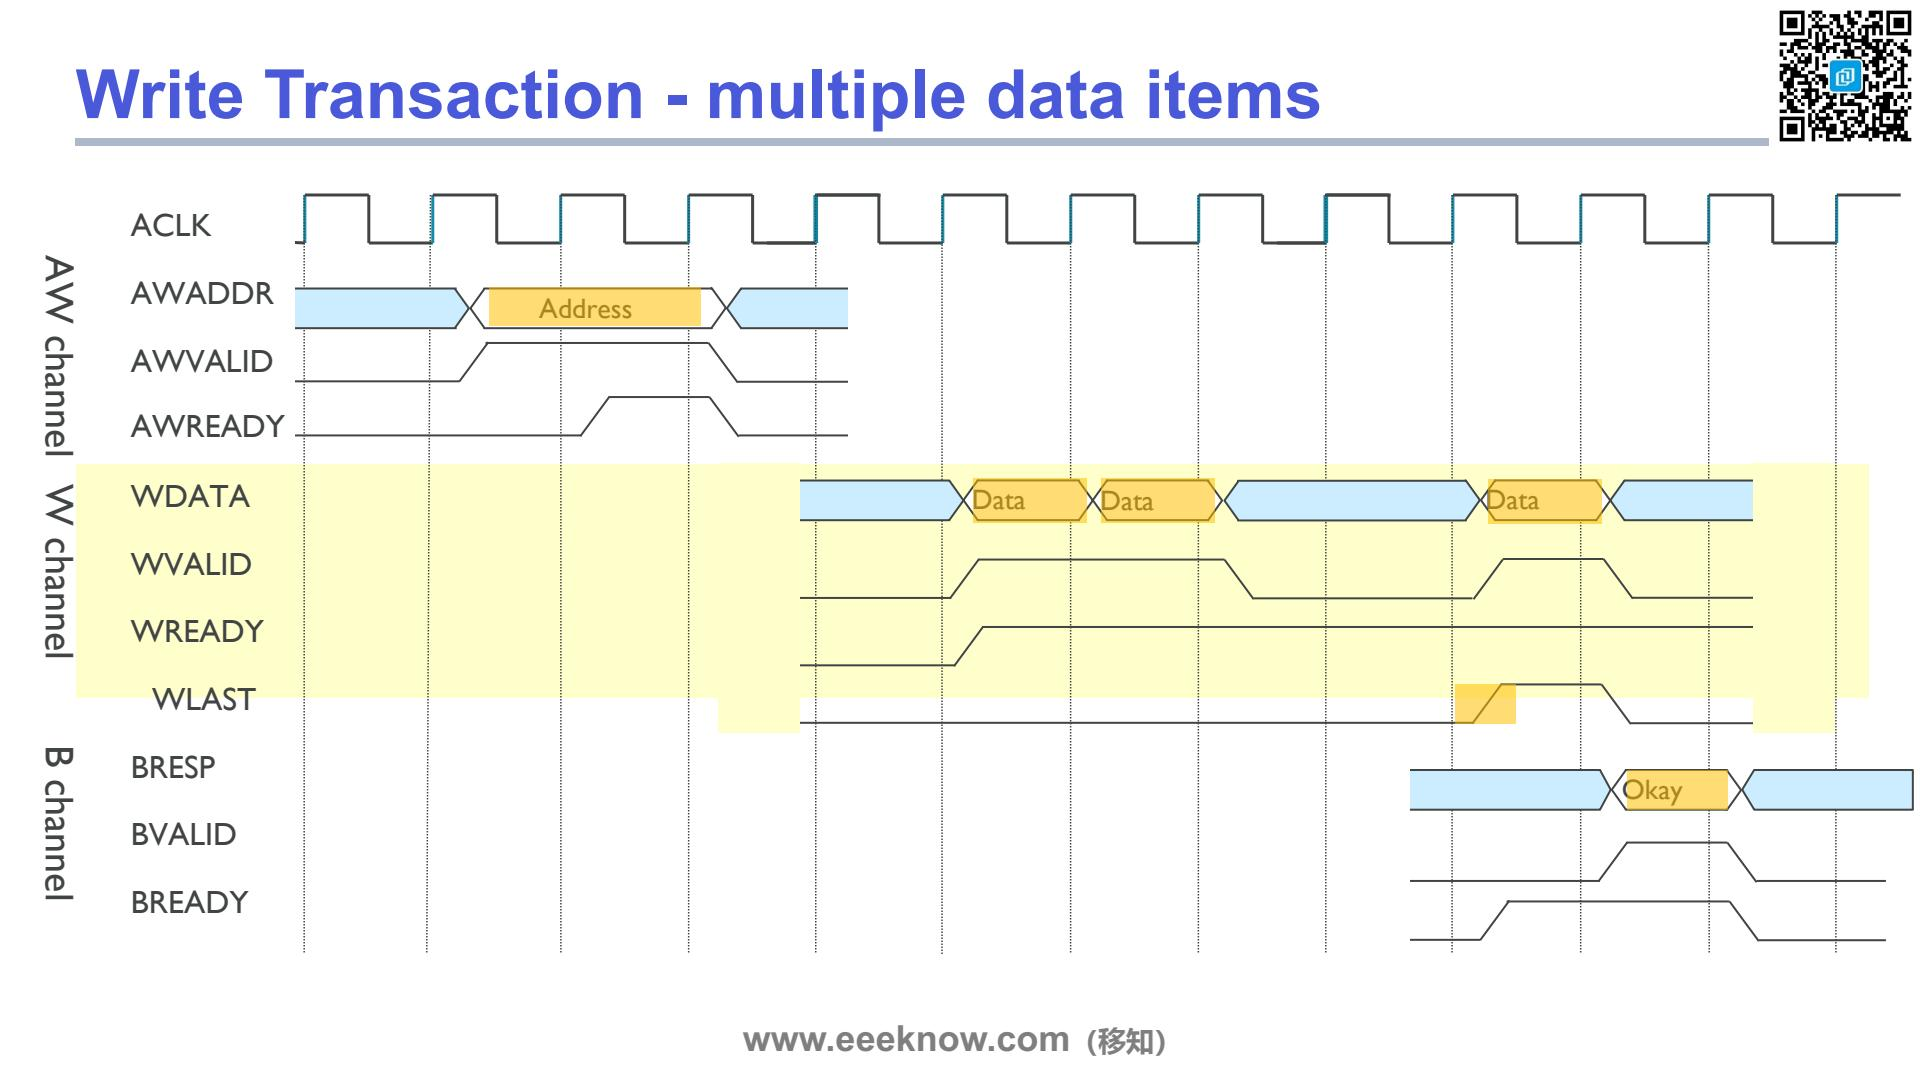 Write Transaction - multiple data items
ACLK
AW channel
AWADDR
Address
AWVALID
AWREADY
W channel
WDATA
Data
Data
Data
WVALID
WREADY
WLAST
B channel
BRESP
Okay
BVALID
BREADY
www.eeeknow.com (移知)